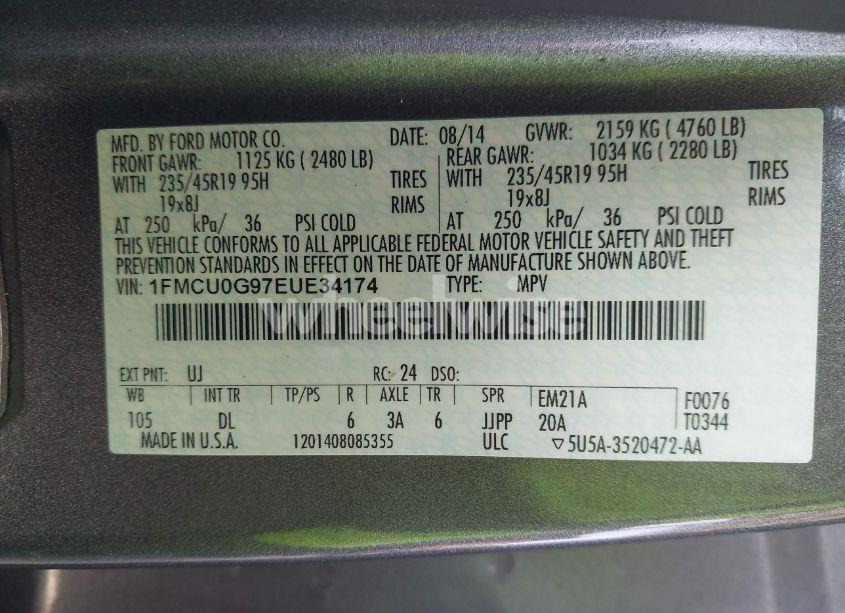 MFD. BY FORD MOTOR CO. DATE: 08/14 GVWR: 2159 KG ( 4760 LB)
FRONT GAWR: 1125 KG ( 2480 LB) REAR GAWR: 1034 KG ( 2280 LB)
WITH 235/45R19 95H TIRES WITH 235/45R19 95H TIRES
19x8J RIMS 19x8J RIMS
AT 250 kPa/ 36 PSI COLD AT 250 kPa/ 36 PSI COLD
THIS VEHICLE CONFORMS TO ALL APPLICABLE FEDERAL MOTOR VEHICLE SAFETY AND THEFT
PREVENTION STANDARDS IN EFFECT ON THE DATE OF MANUFACTURE SHOWN ABOVE.
VIN: 1FMCU0G97EUE34174 TYPE: MPV
wheelwise
EXT PNT: UJ RC: 24 DSO:
WB INT TR TP/PS R AXLE TR SPR EM21A F0076
105 DL 6 3A 6 JJPP 20A T0344
MADE IN U.S.A. 1201408085355 ULC ▽5U5A-3520472-AA